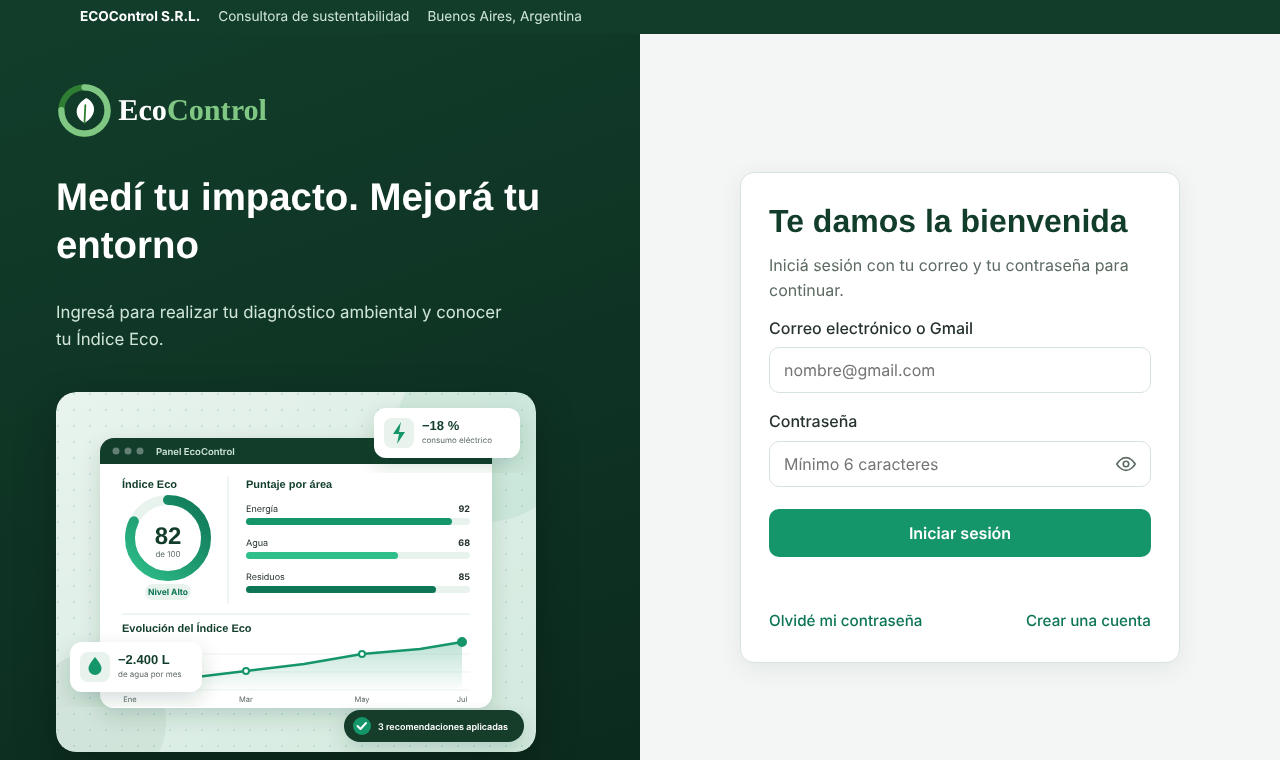 ECOControl S.R.L. Consultora de sustentabilidad Buenos Aires, Argentina
EcoControl
Medí tu impacto. Mejorá tu
entorno
Ingresá para realizar tu diagnóstico ambiental y conocer
tu Índice Eco.
−18 %
consumo eléctrico
Panel EcoControl
Índice Eco
82
de 100
Nivel Alto
Puntaje por área
Energía 92
Agua 68
Residuos 85
Evolución del Índice Eco
−2.400 L
de agua por mes
Ene Mar May Jul
3 recomendaciones aplicadas
Te damos la bienvenida
Iniciá sesión con tu correo y tu contraseña para
continuar.
Correo electrónico o Gmail
nombre@gmail.com
Contraseña
Mínimo 6 caracteres
Iniciar sesión
Olvidé mi contraseña Crear una cuenta